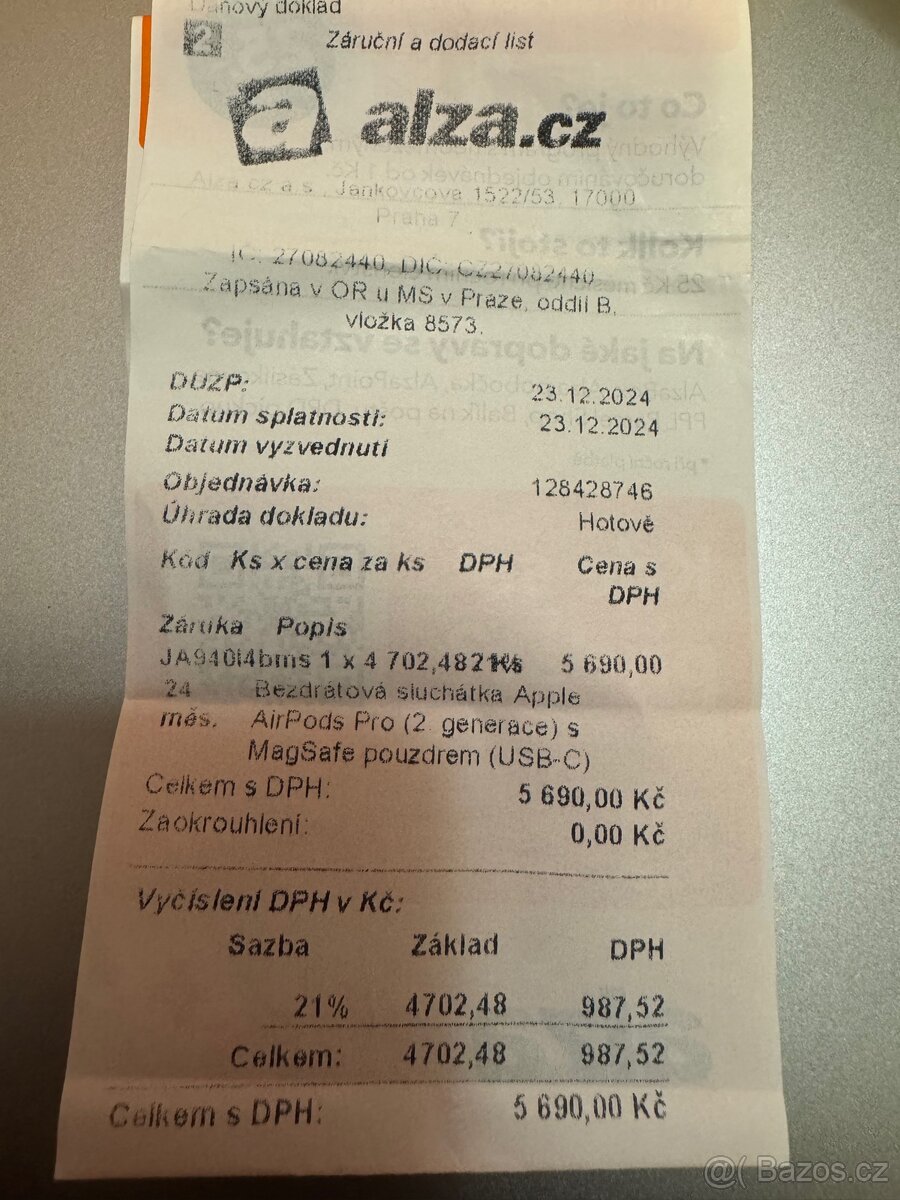 Daňový doklad
2
Záruční a dodací list
a alza.cz
Alza.cz a.s., Jankovcova 1522/53, 17000
Praha 7
IČ: 27082440, DIČ: CZ27082440
Zapsána v OR u MS v Praze, oddíl B,
vložka 8573.
DUZP: 23.12.2024
Datum splatnosti: 23.12.2024
Datum vyzvednutí
Objednávka: 128428746
Úhrada dokladu: Hotově
Kód Ks x cena za ks DPH Cena s
DPH
Záruka Popis
JA940i4bms 1 x 4 702,48 21% Ks 5 690,00
24 Bezdrátová sluchátka Apple
měs. AirPods Pro (2. generace) s
MagSafe pouzdrem (USB-C)
Celkem s DPH: 5 690,00 Kč
Zaokrouhlení: 0,00 Kč
Vyčíslení DPH v Kč:
Sazba Základ DPH
21% 4702,48 987,52
Celkem: 4702,48 987,52
Celkem s DPH: 5 690,00 Kč
@( Bazos.cz